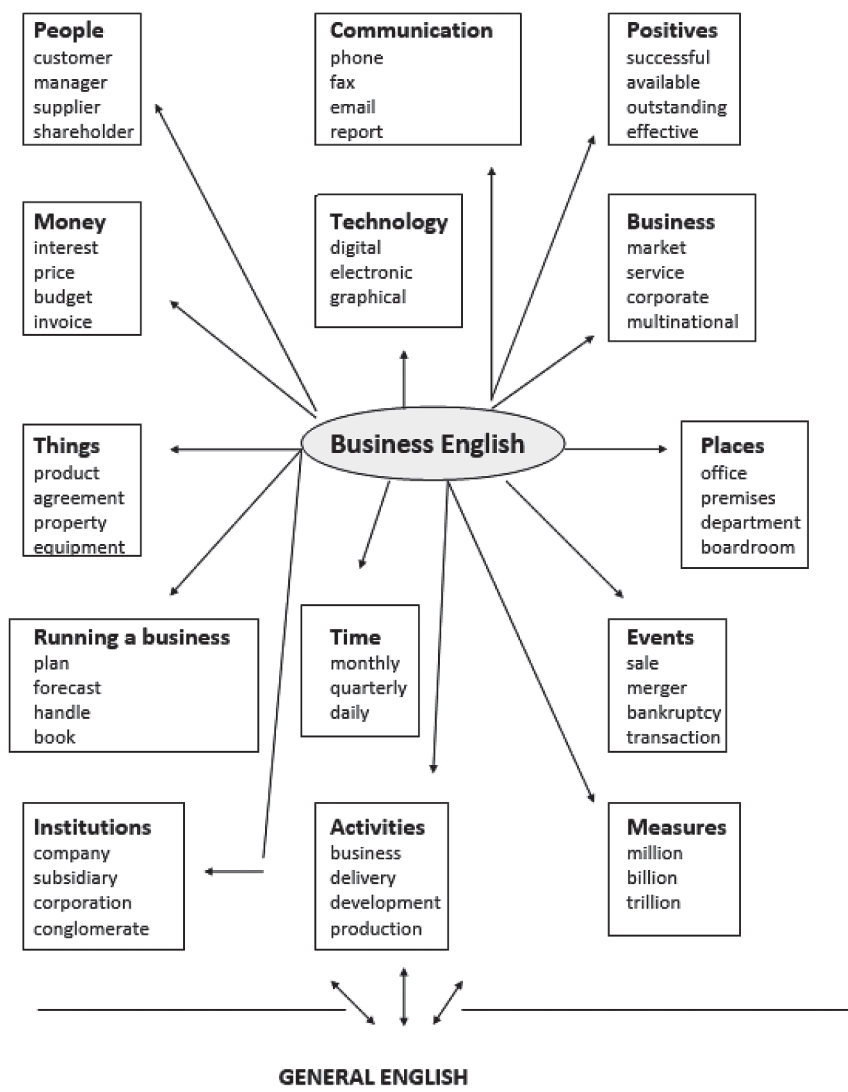 People
customer
manager
supplier
shareholder
Communication
phone
fax
email
report
Positives
successful
available
outstanding
effective
Money
interest
price
budget
invoice
Technology
digital
electronic
graphical
Business
market
service
corporate
multinational
Business English
Things
product
agreement
property
equipment
Places
office
premises
department
boardroom
Running a business
plan
forecast
handle
book
Time
monthly
quarterly
daily
Events
sale
merger
bankruptcy
transaction
Institutions
company
subsidiary
corporation
conglomerate
Activities
business
delivery
development
production
Measures
million
billion
trillion
GENERAL ENGLISH